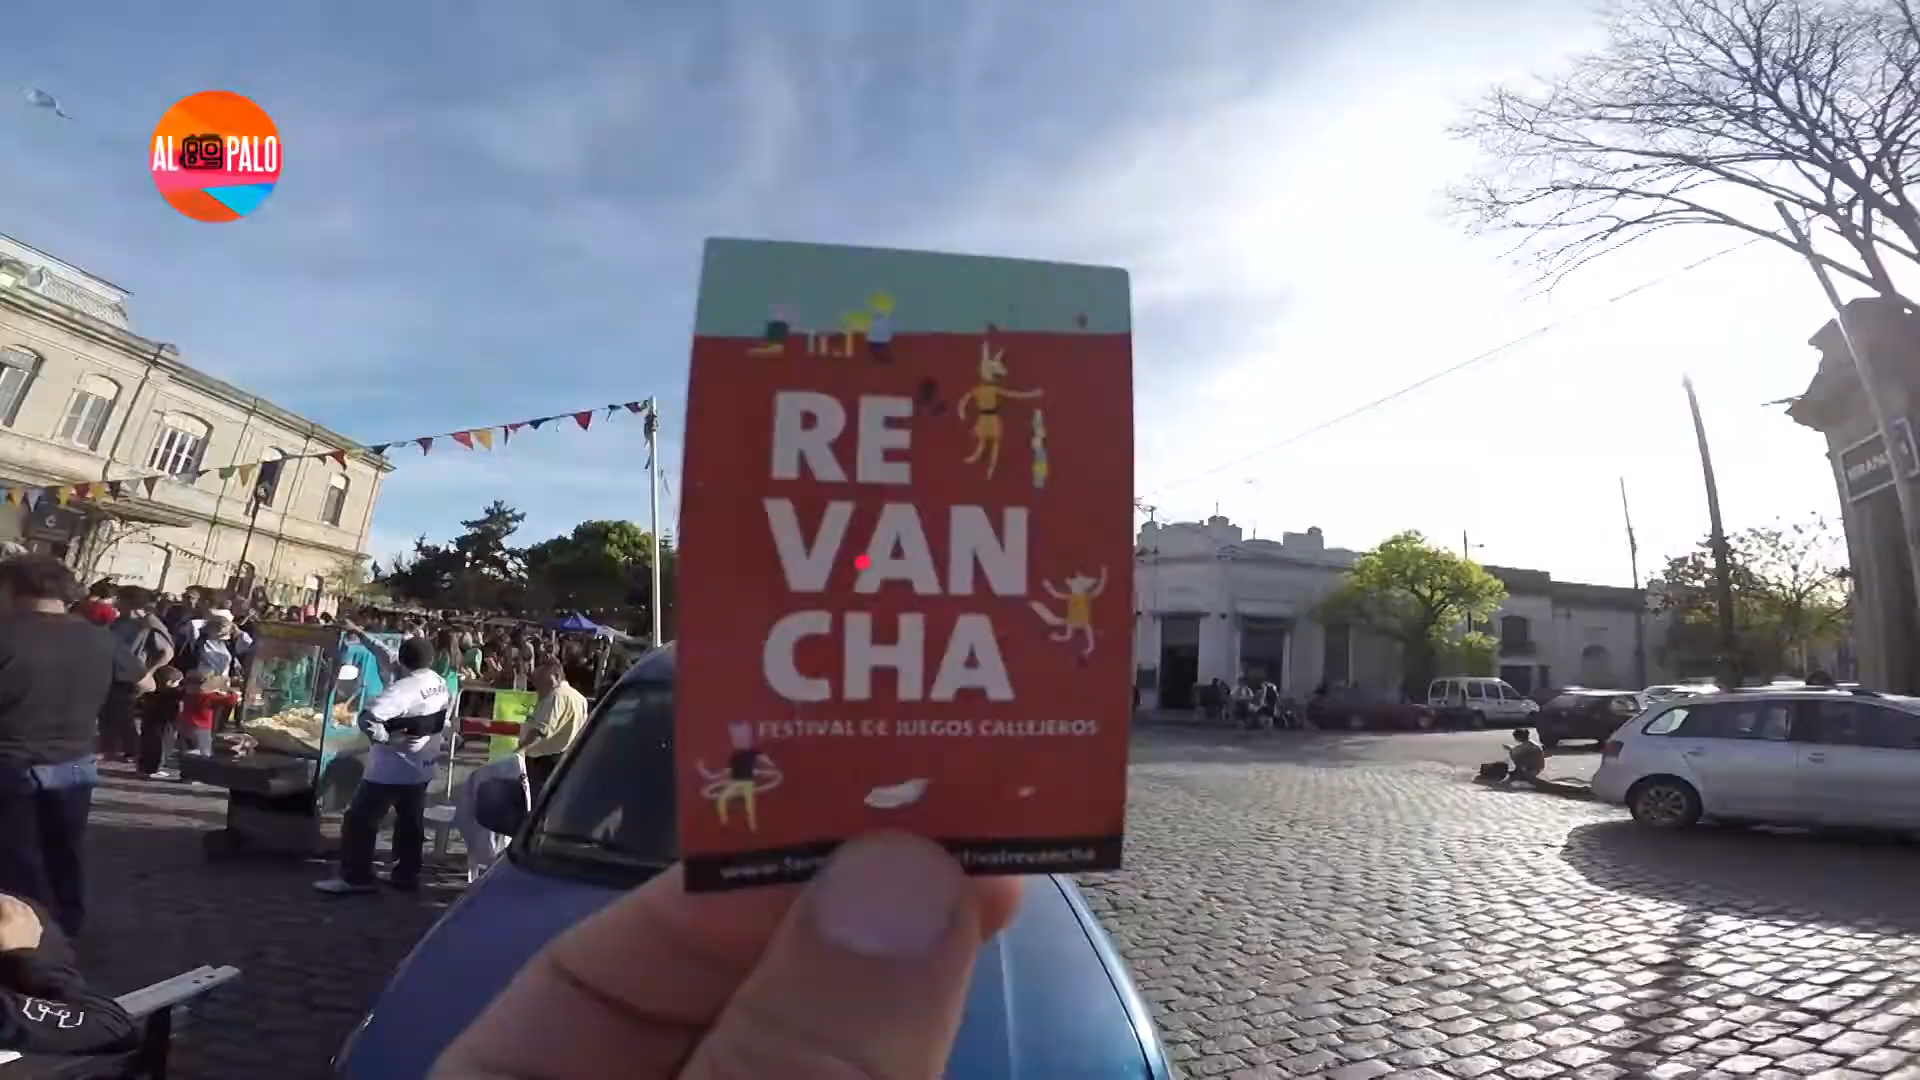 AL PALO
RE
VAN
CHA
FESTIVAL DE JUEGOS CALLEJEROS